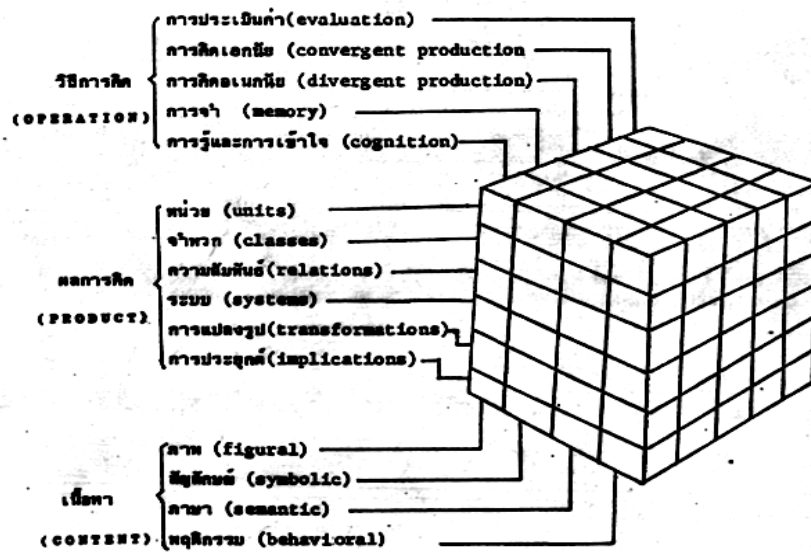 การประเมินค่า(evaluation)
การคิดเอกนัย (convergent production
วิธีการคิด
การคิดอเนกนัย (divergent production)
(OPERATION)
การจำ (memory)
การรู้และการเข้าใจ (cognition)
หน่วย (units)
จำพวก (classes)
ความสัมพันธ์(relations)
ผลการคิด
ระบบ (systems)
(PRODUCT)
การแปลงรูป(transformations)
การประยุกต์(implications)
ภาพ (figural)
สัญลักษณ์ (symbolic)
เนื้อหา
ภาษา (semantic)
(CONTENT)
พฤติกรรม (behavioral)